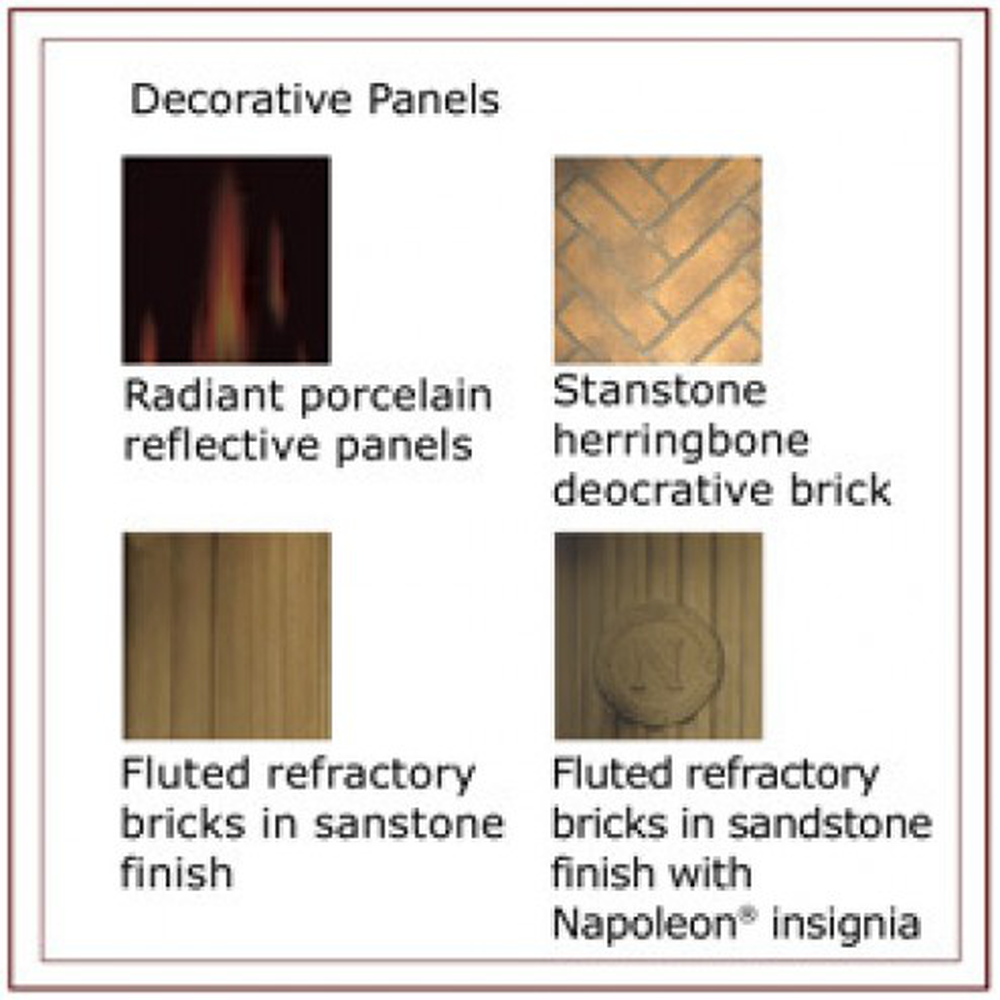 Decorative Panels
Radiant porcelain
reflective panels
Stanstone
herringbone
deocrative brick
Fluted refractory
bricks in sanstone
finish
N
Fluted refractory
bricks in sandstone
finish with
Napoleon® insignia